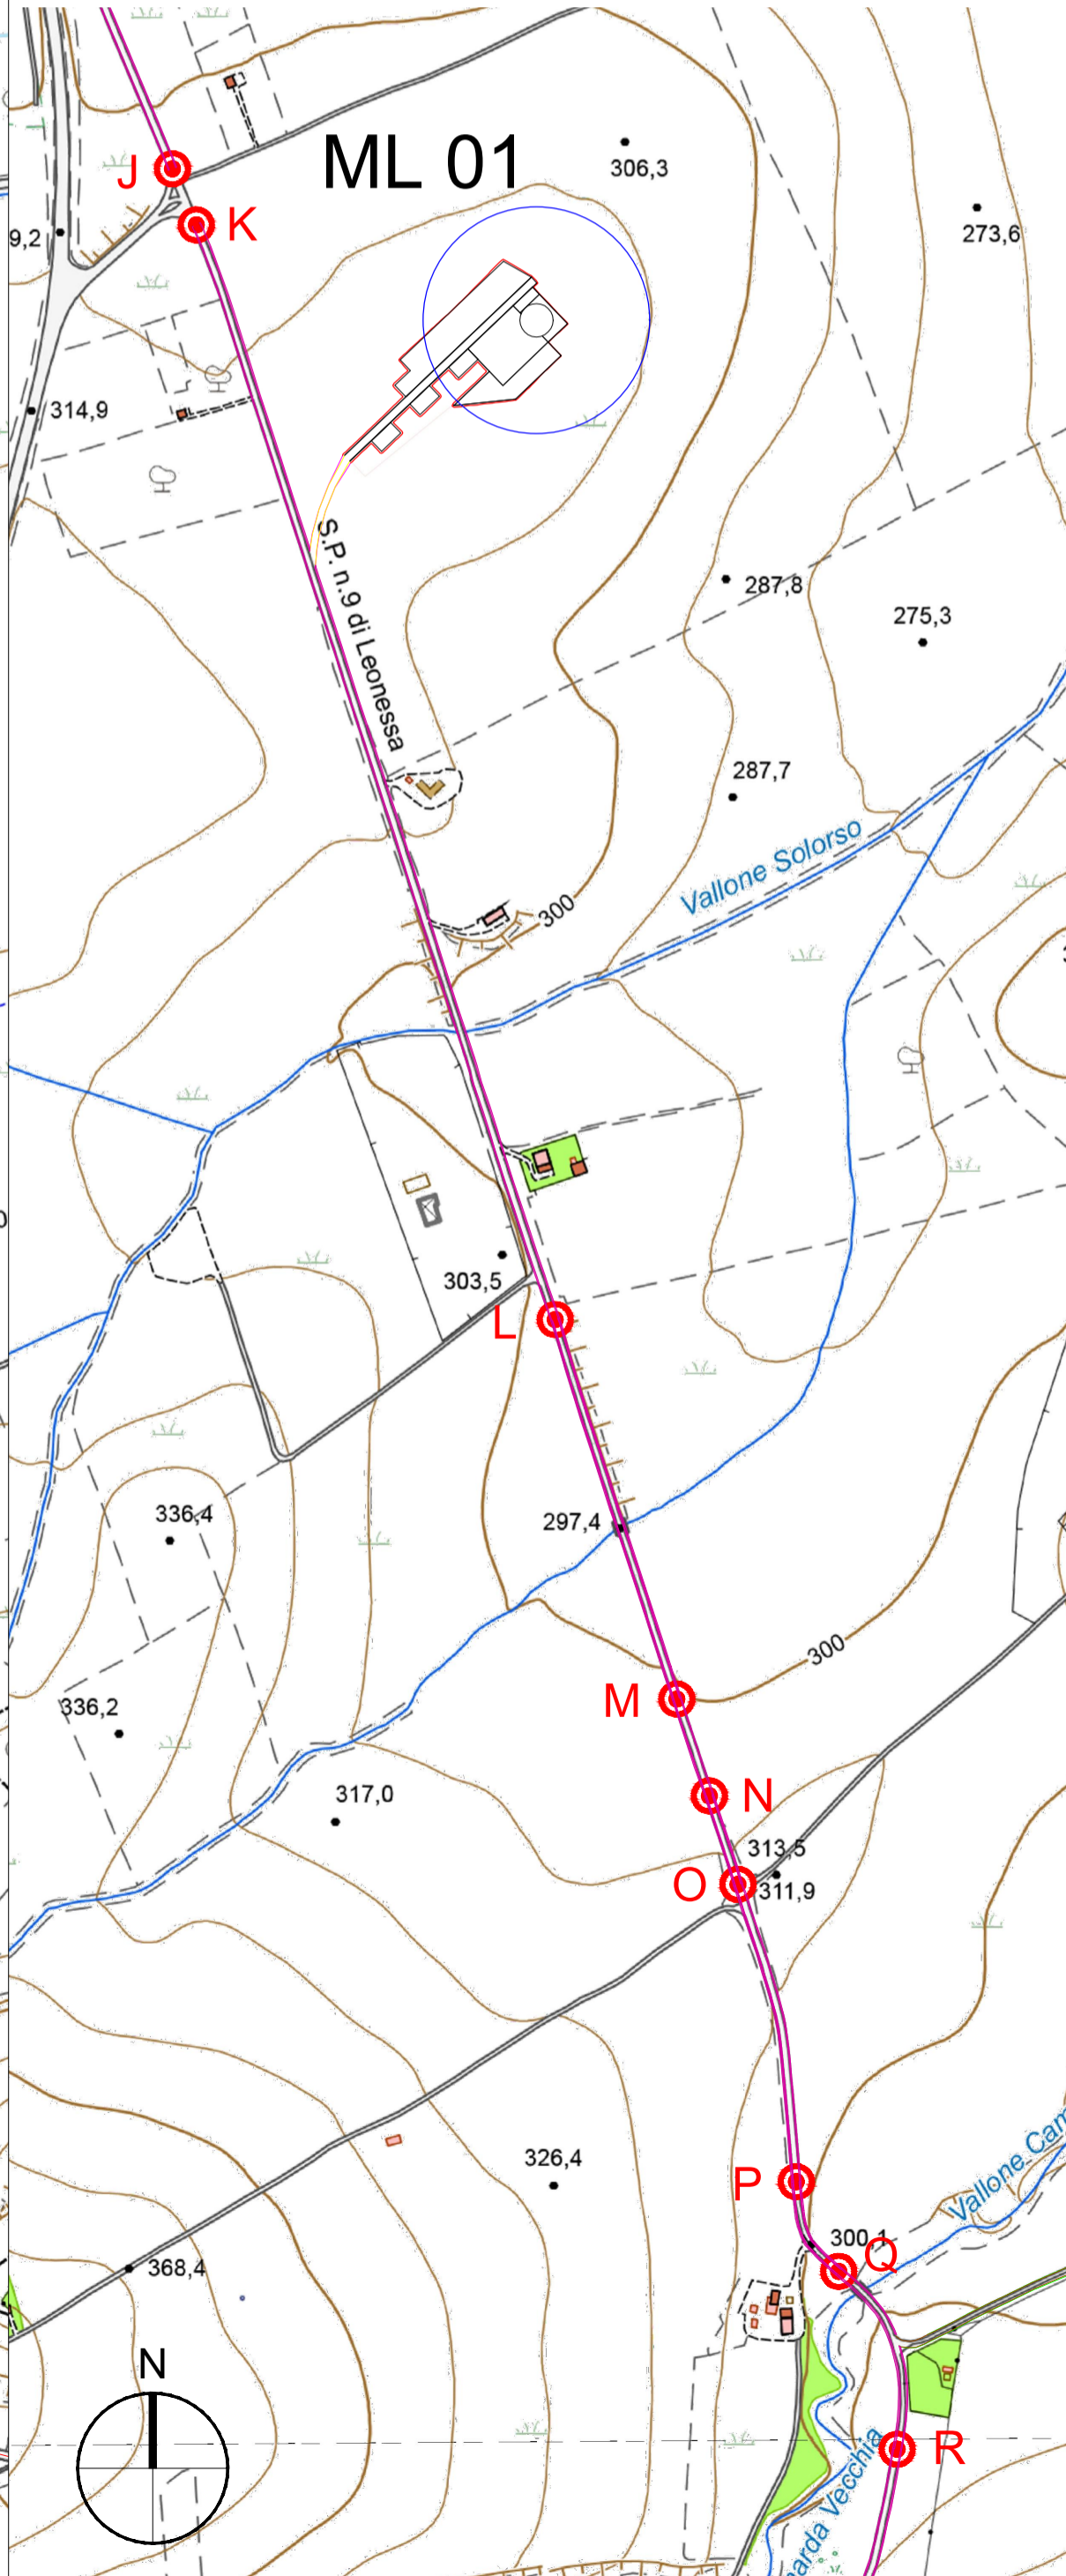 ML 01
J
306,3
K
273,6
9,2
314,9
S.P. n.9 di Leonessa
287,8
275,3
287,7
Vallone Solorso
300
303,5
L
336,4
297,4
300
M
336,2
317,0
N
313,5
O
311,9
326,4
P
Vallone Cam
300,1
Q
368,4
N
R
arda Vecchia